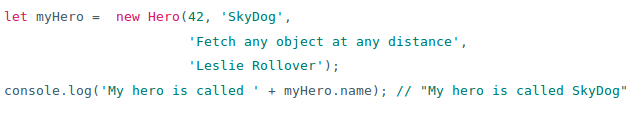 let myHero =  new Hero(42, 'SkyDog',
'Fetch any object at any distance',
'Leslie Rollover');
console.log('My hero is called ' + myHero.name); // "My hero is called SkyDog"